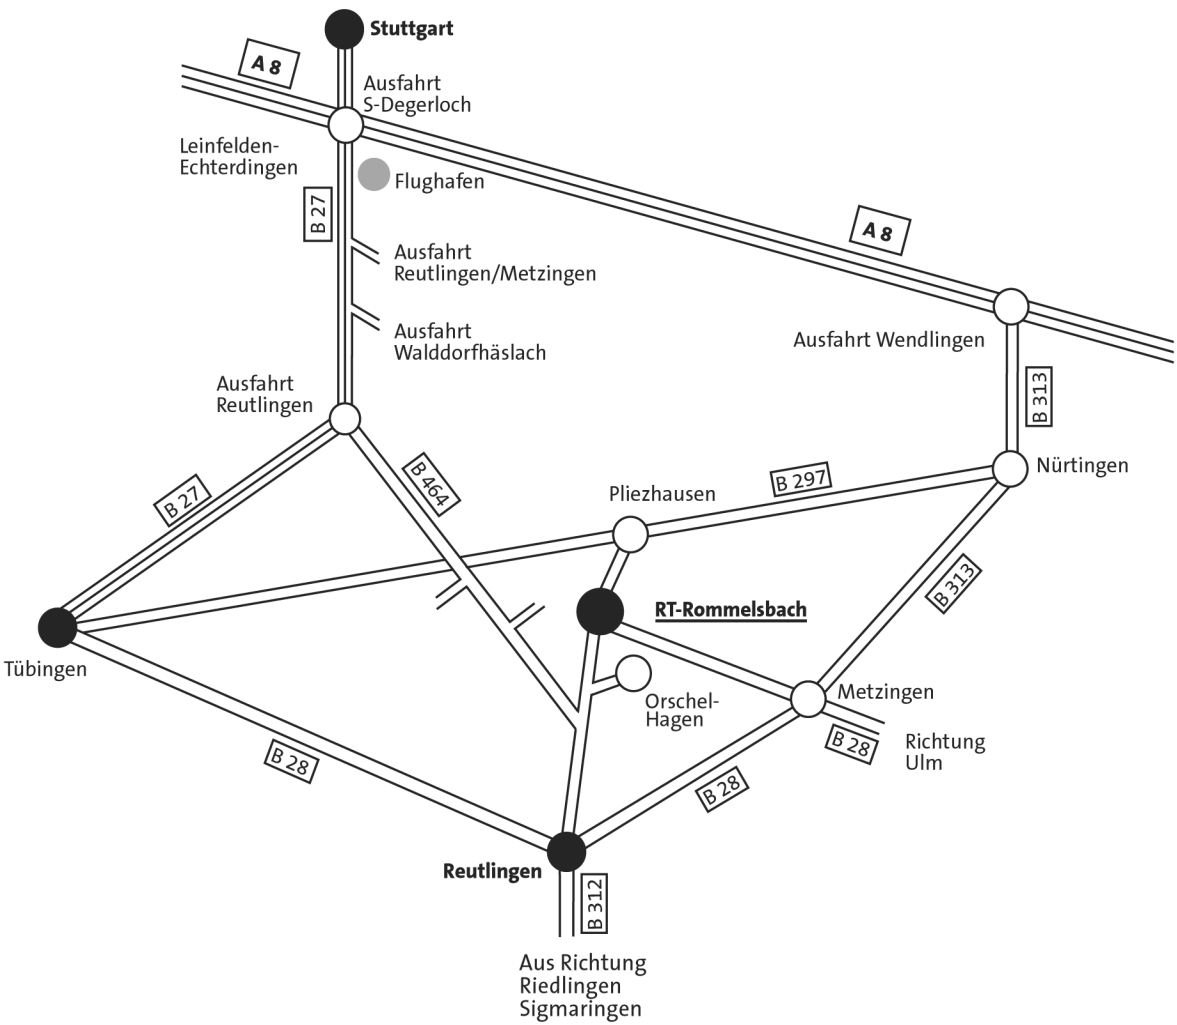 Stuttgart
A 8
Ausfahrt
S-Degerloch
Leinfelden-
Echterdingen
Flughafen
B 27
A 8
Ausfahrt
Reutlingen/Metzingen
Ausfahrt
Walddorfhäslach
Ausfahrt Wendlingen
Ausfahrt
Reutlingen
B 313
B 464
B 297
Nürtingen
B 27
Pliezhausen
B 313
RT-Rommelsbach
Tübingen
Orschel-
Hagen
Metzingen
B 28
Richtung
Ulm
B 28
B 28
Reutlingen
B 312
Aus Richtung
Riedlingen
Sigmaringen